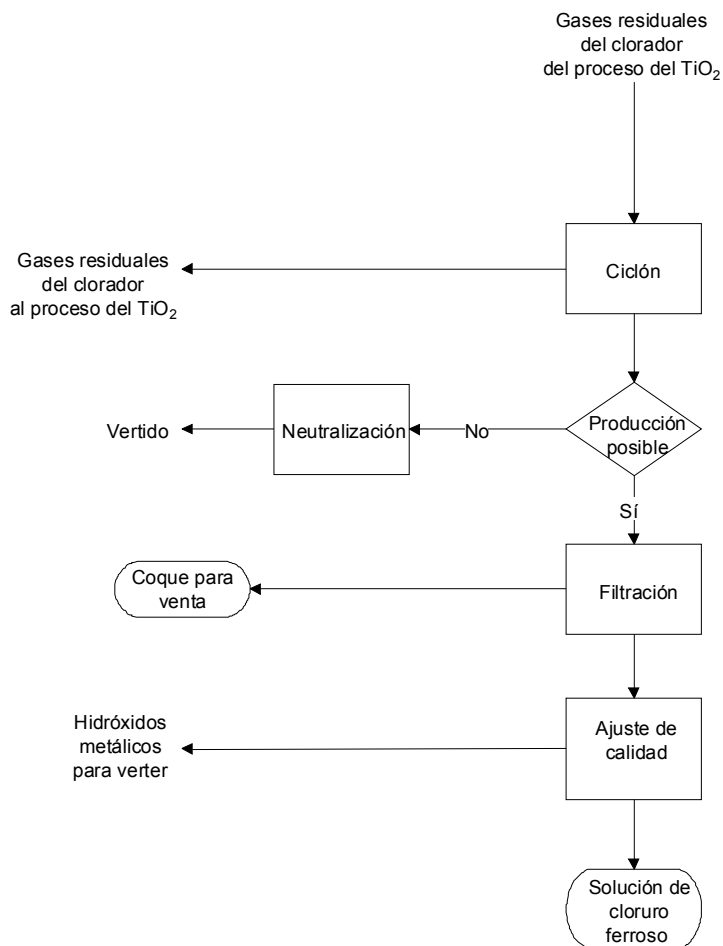 Gases residuales
del clorador
del proceso del TiO₂
Ciclón
Gases residuales
del clorador
al proceso del TiO₂
Producción
posible
No
Neutralización
Vertido
Sí
Filtración
Coque para
venta
Ajuste de
calidad
Hidróxidos
metálicos
para verter
Solución de
cloruro
ferroso